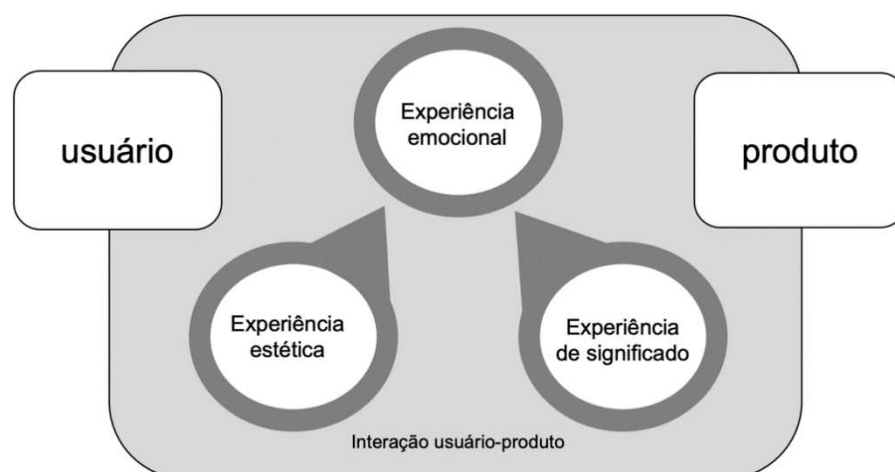 Experiência
emocional
usuário
produto
Experiência
estética
Experiência
de significado
Interação usuário-produto